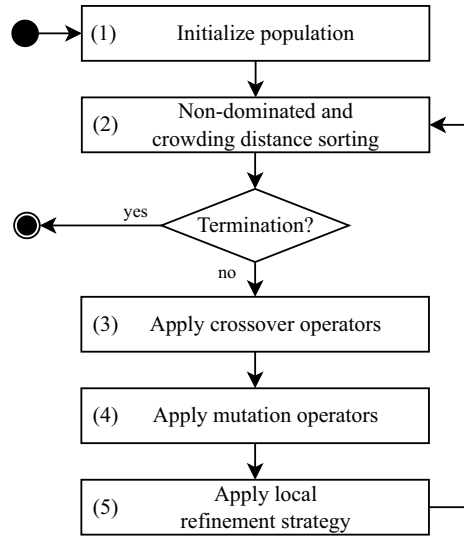 (1) Initialize population
(2) Non-dominated and
crowding distance sorting
Termination?
yes
no
(3) Apply crossover operators
(4) Apply mutation operators
(5) Apply local
refinement strategy